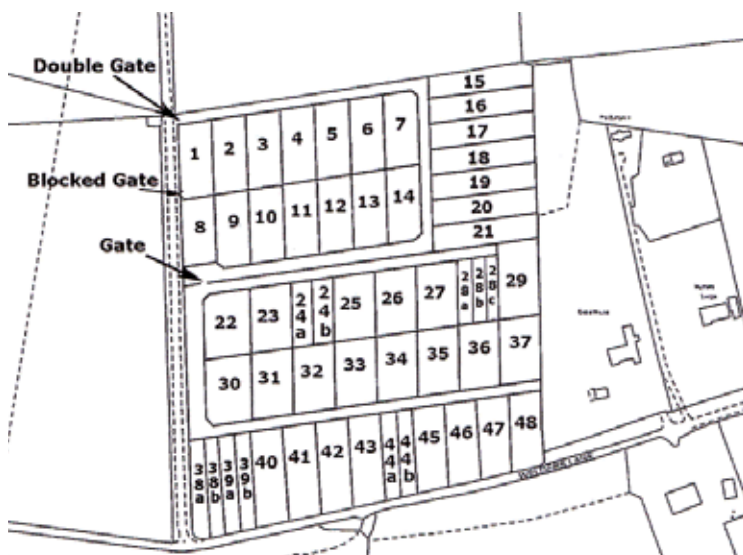 Double Gate
15
16
17
18
19
20
21
1 2 3 4 5 6 7
Blocked Gate
8 9 10 11 12 13 14
Gate
22 23 24a 24b 25 26 27 28a 28b 28c 29
30 31 32 33 34 35 36 37
38a 38b 39a 39b 40 41 42 43 44a 44b 45 46 47 48